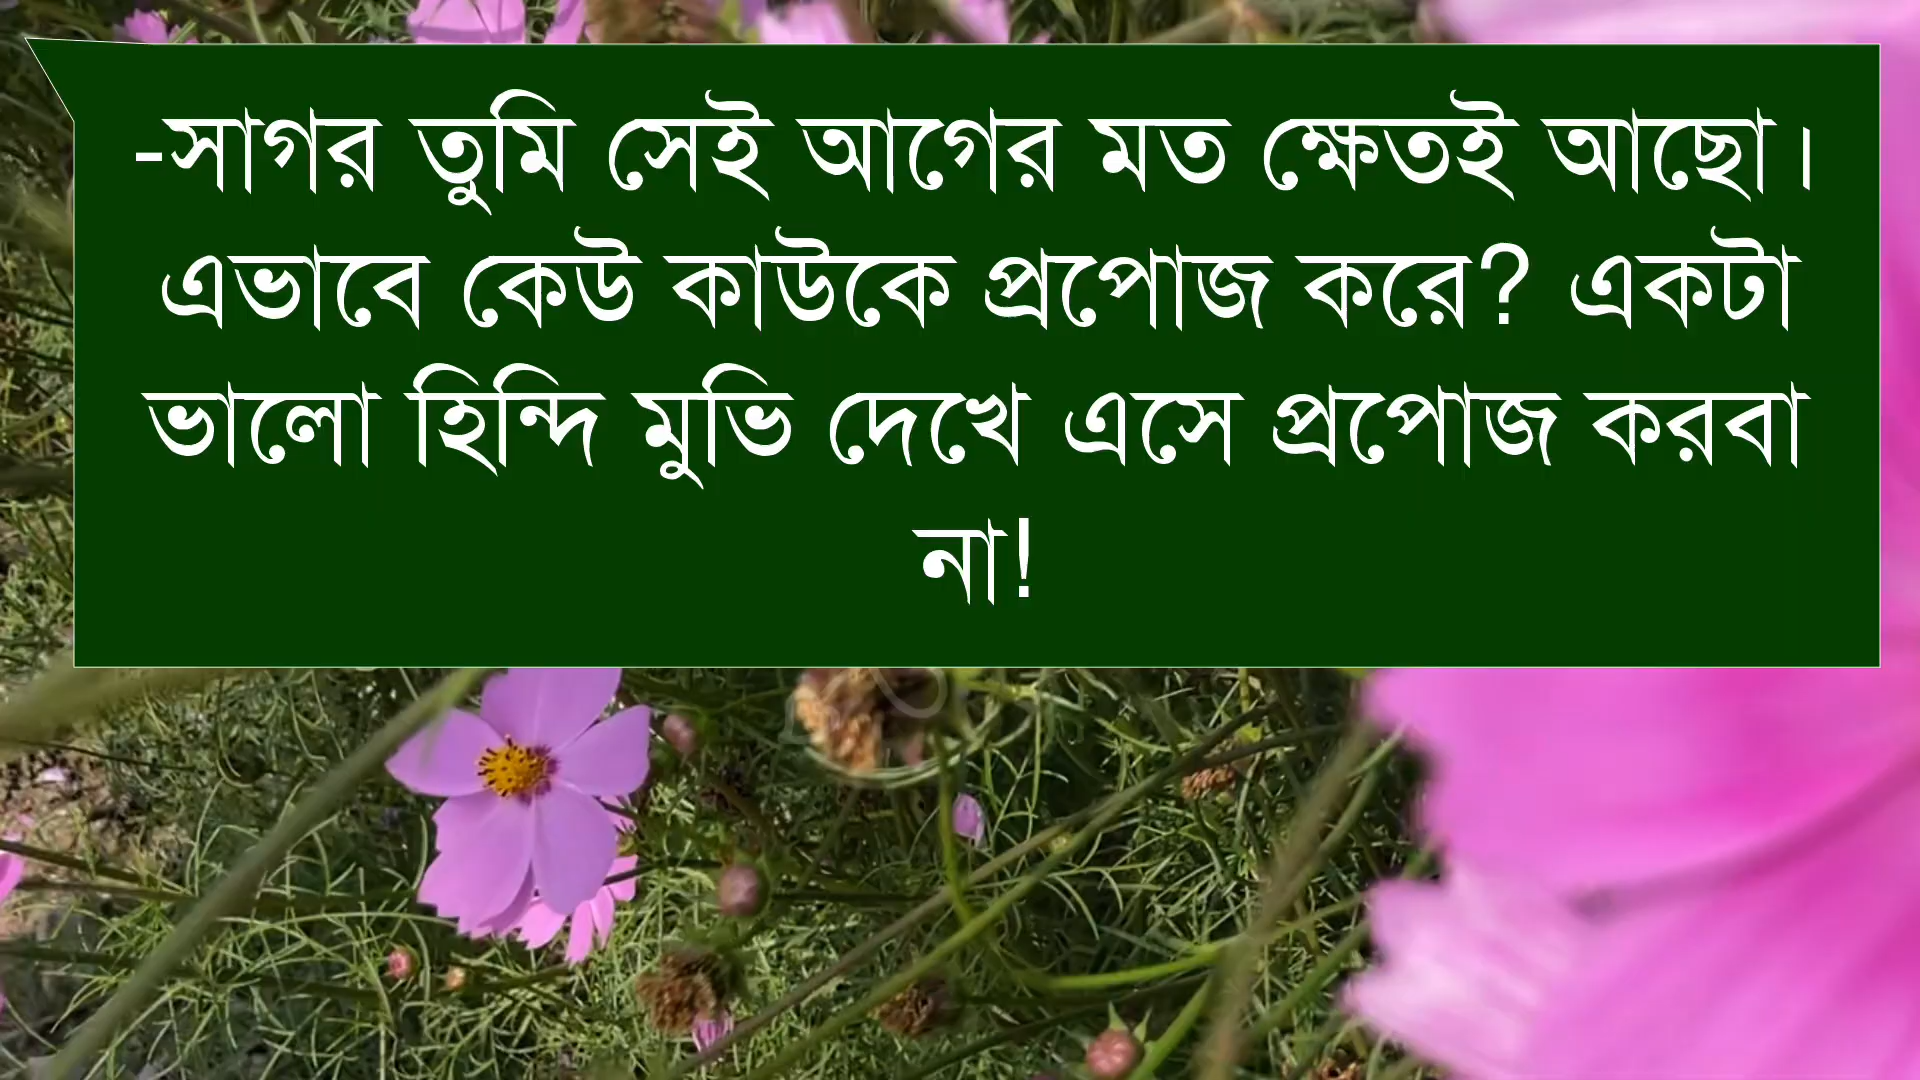 -সাগর তুমি সেই আগের মত ক্ষেতই আছো।
এভাবে কেউ কাউকে প্রপোজ করে? একটা
ভালো হিন্দি মুভি দেখে এসে প্রপোজ করবা
না!